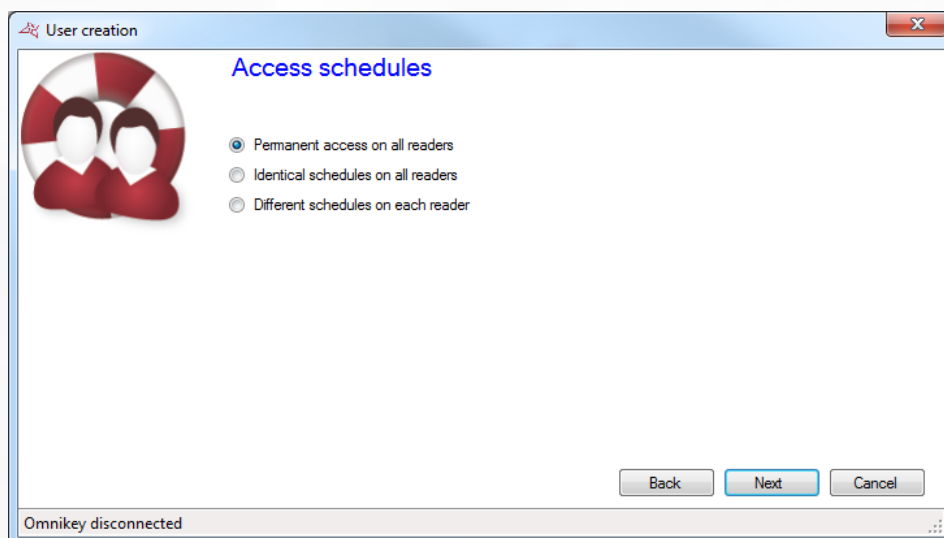 User creation
Access schedules
Permanent access on all readers
Identical schedules on all readers
Different schedules on each reader
Back Next Cancel
Omnikey disconnected